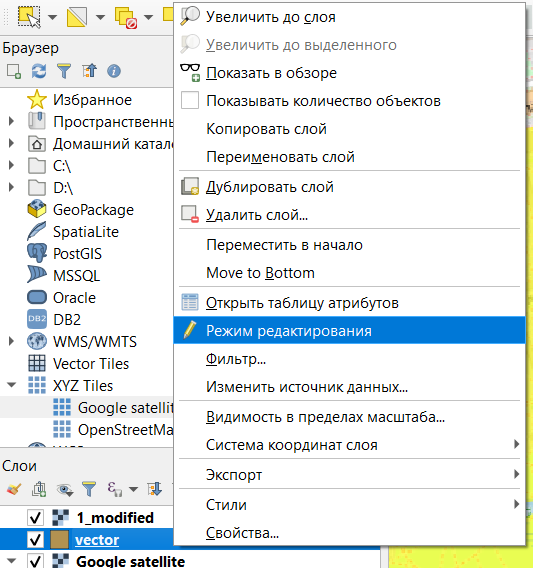 Браузер
Избранное
Пространственны
Домашний катало
C:\
D:\
GeoPackage
SpatiaLite
PostGIS
MSSQL
Oracle
DB2
DB2
WMS/WMTS
Vector Tiles
XYZ Tiles
Google satellit
OpenStreetMa
Слои
1_modified
vector
Google satellite
Увеличить до слоя
Увеличить до выделенного
Показать в обзоре
Показывать количество объектов
Копировать слой
Переименовать слой
Дублировать слой
Удалить слой...
Переместить в начало
Move to Bottom
Открыть таблицу атрибутов
Режим редактирования
Фильтр...
Изменить источник данных...
Видимость в пределах масштаба...
Система координат слоя
Экспорт
Стили
Свойства...